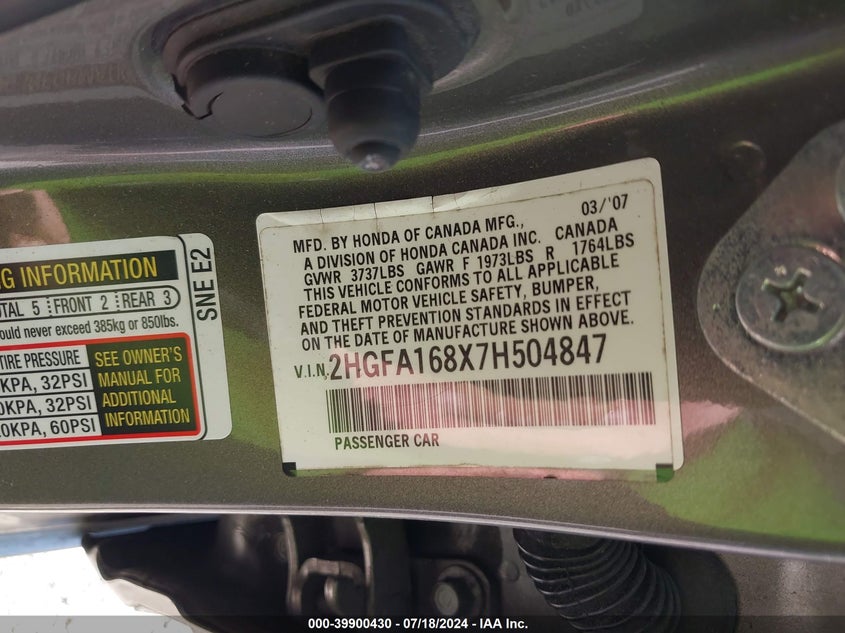 NG INFORMATION
OTAL 5 FRONT 2 REAR 3
ould never exceed 385kg or 850lbs.
TIRE PRESSURE
KPA, 32PSI
0KPA, 32PSI
0KPA, 60PSI
SEE OWNER'S
MANUAL FOR
ADDITIONAL
INFORMATION
SNE E2
03/'07
MFD. BY HONDA OF CANADA MFG.,
A DIVISION OF HONDA CANADA INC. CANADA
GVWR 3737LBS GAWR F 1973LBS R 1764LBS
THIS VEHICLE CONFORMS TO ALL APPLICABLE
FEDERAL MOTOR VEHICLE SAFETY, BUMPER,
AND THEFT PREVENTION STANDARDS IN EFFECT
ON THE DATE OF MANUFACTURE SHOWN ABOVE.
V.I.N. 2HGFA168X7H504847
PASSENGER CAR
000-39900430 - 07/18/2024 - IAA Inc.